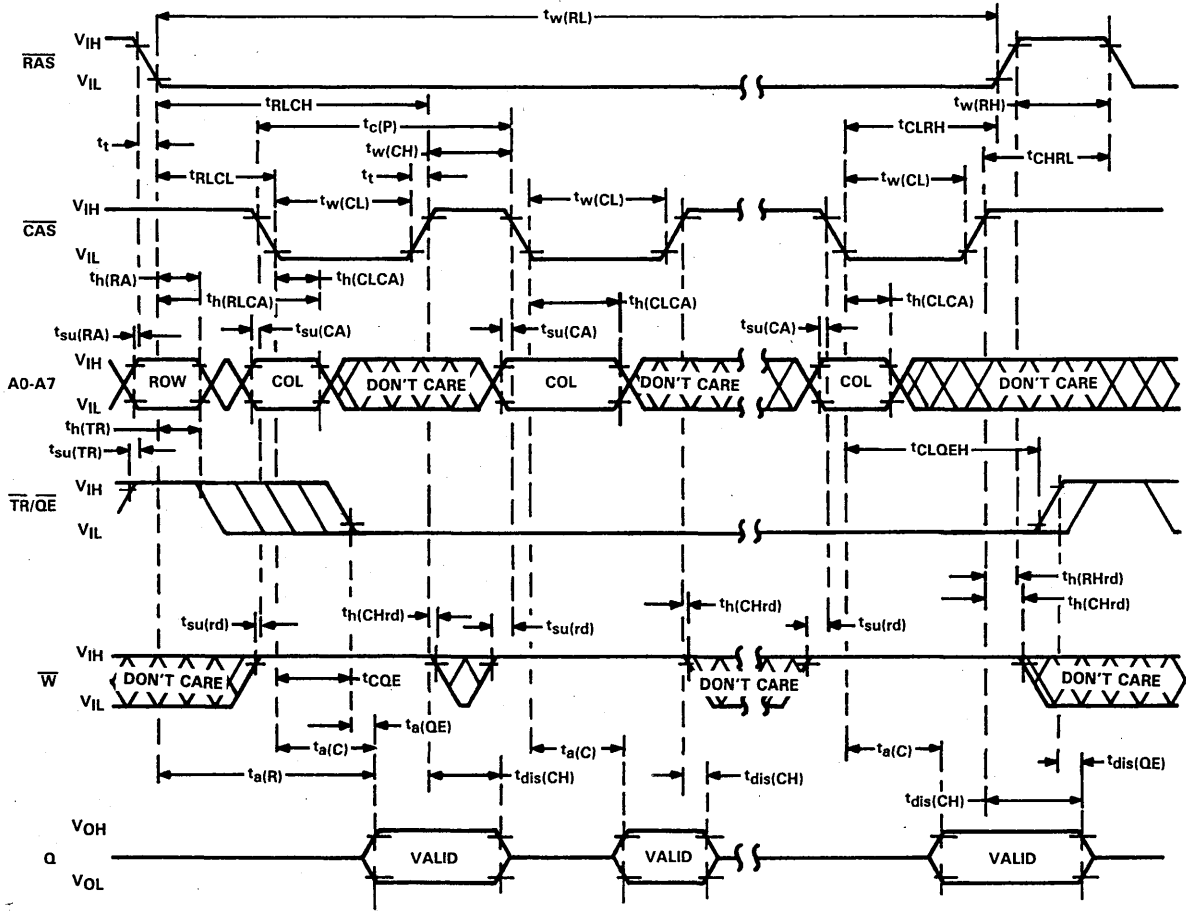 tw(RL)
RAS
VIH
VIL
tRLCH
tw(RH)
tc(P)
tCLRH
tw(CH)
tt
tCHRL
tRLCL
tt
tw(CL)
tw(CL)
tw(CL)
CAS
VIH
VIL
th(RA)
th(CLCA)
th(RLCA)
th(CLCA)
th(CLCA)
tsu(RA)
tsu(CA)
tsu(CA)
tsu(CA)
A0-A7
VIH
VIL
ROW
COL
DON'T CARE
COL
DON'T CARE
COL
DON'T CARE
th(TR)
tsu(TR)
tCLQEH
TR/QE
VIH
VIL
th(RHrd)
th(CHrd)
th(CHrd)
th(CHrd)
tsu(rd)
tsu(rd)
tsu(rd)
W
VIH
VIL
DON'T CARE
DON'T CARE
DON'T CARE
tCQE
ta(QE)
ta(C)
ta(C)
ta(C)
ta(R)
tdis(CH)
tdis(CH)
tdis(QE)
tdis(CH)
Q
VOH
VOL
VALID
VALID
VALID